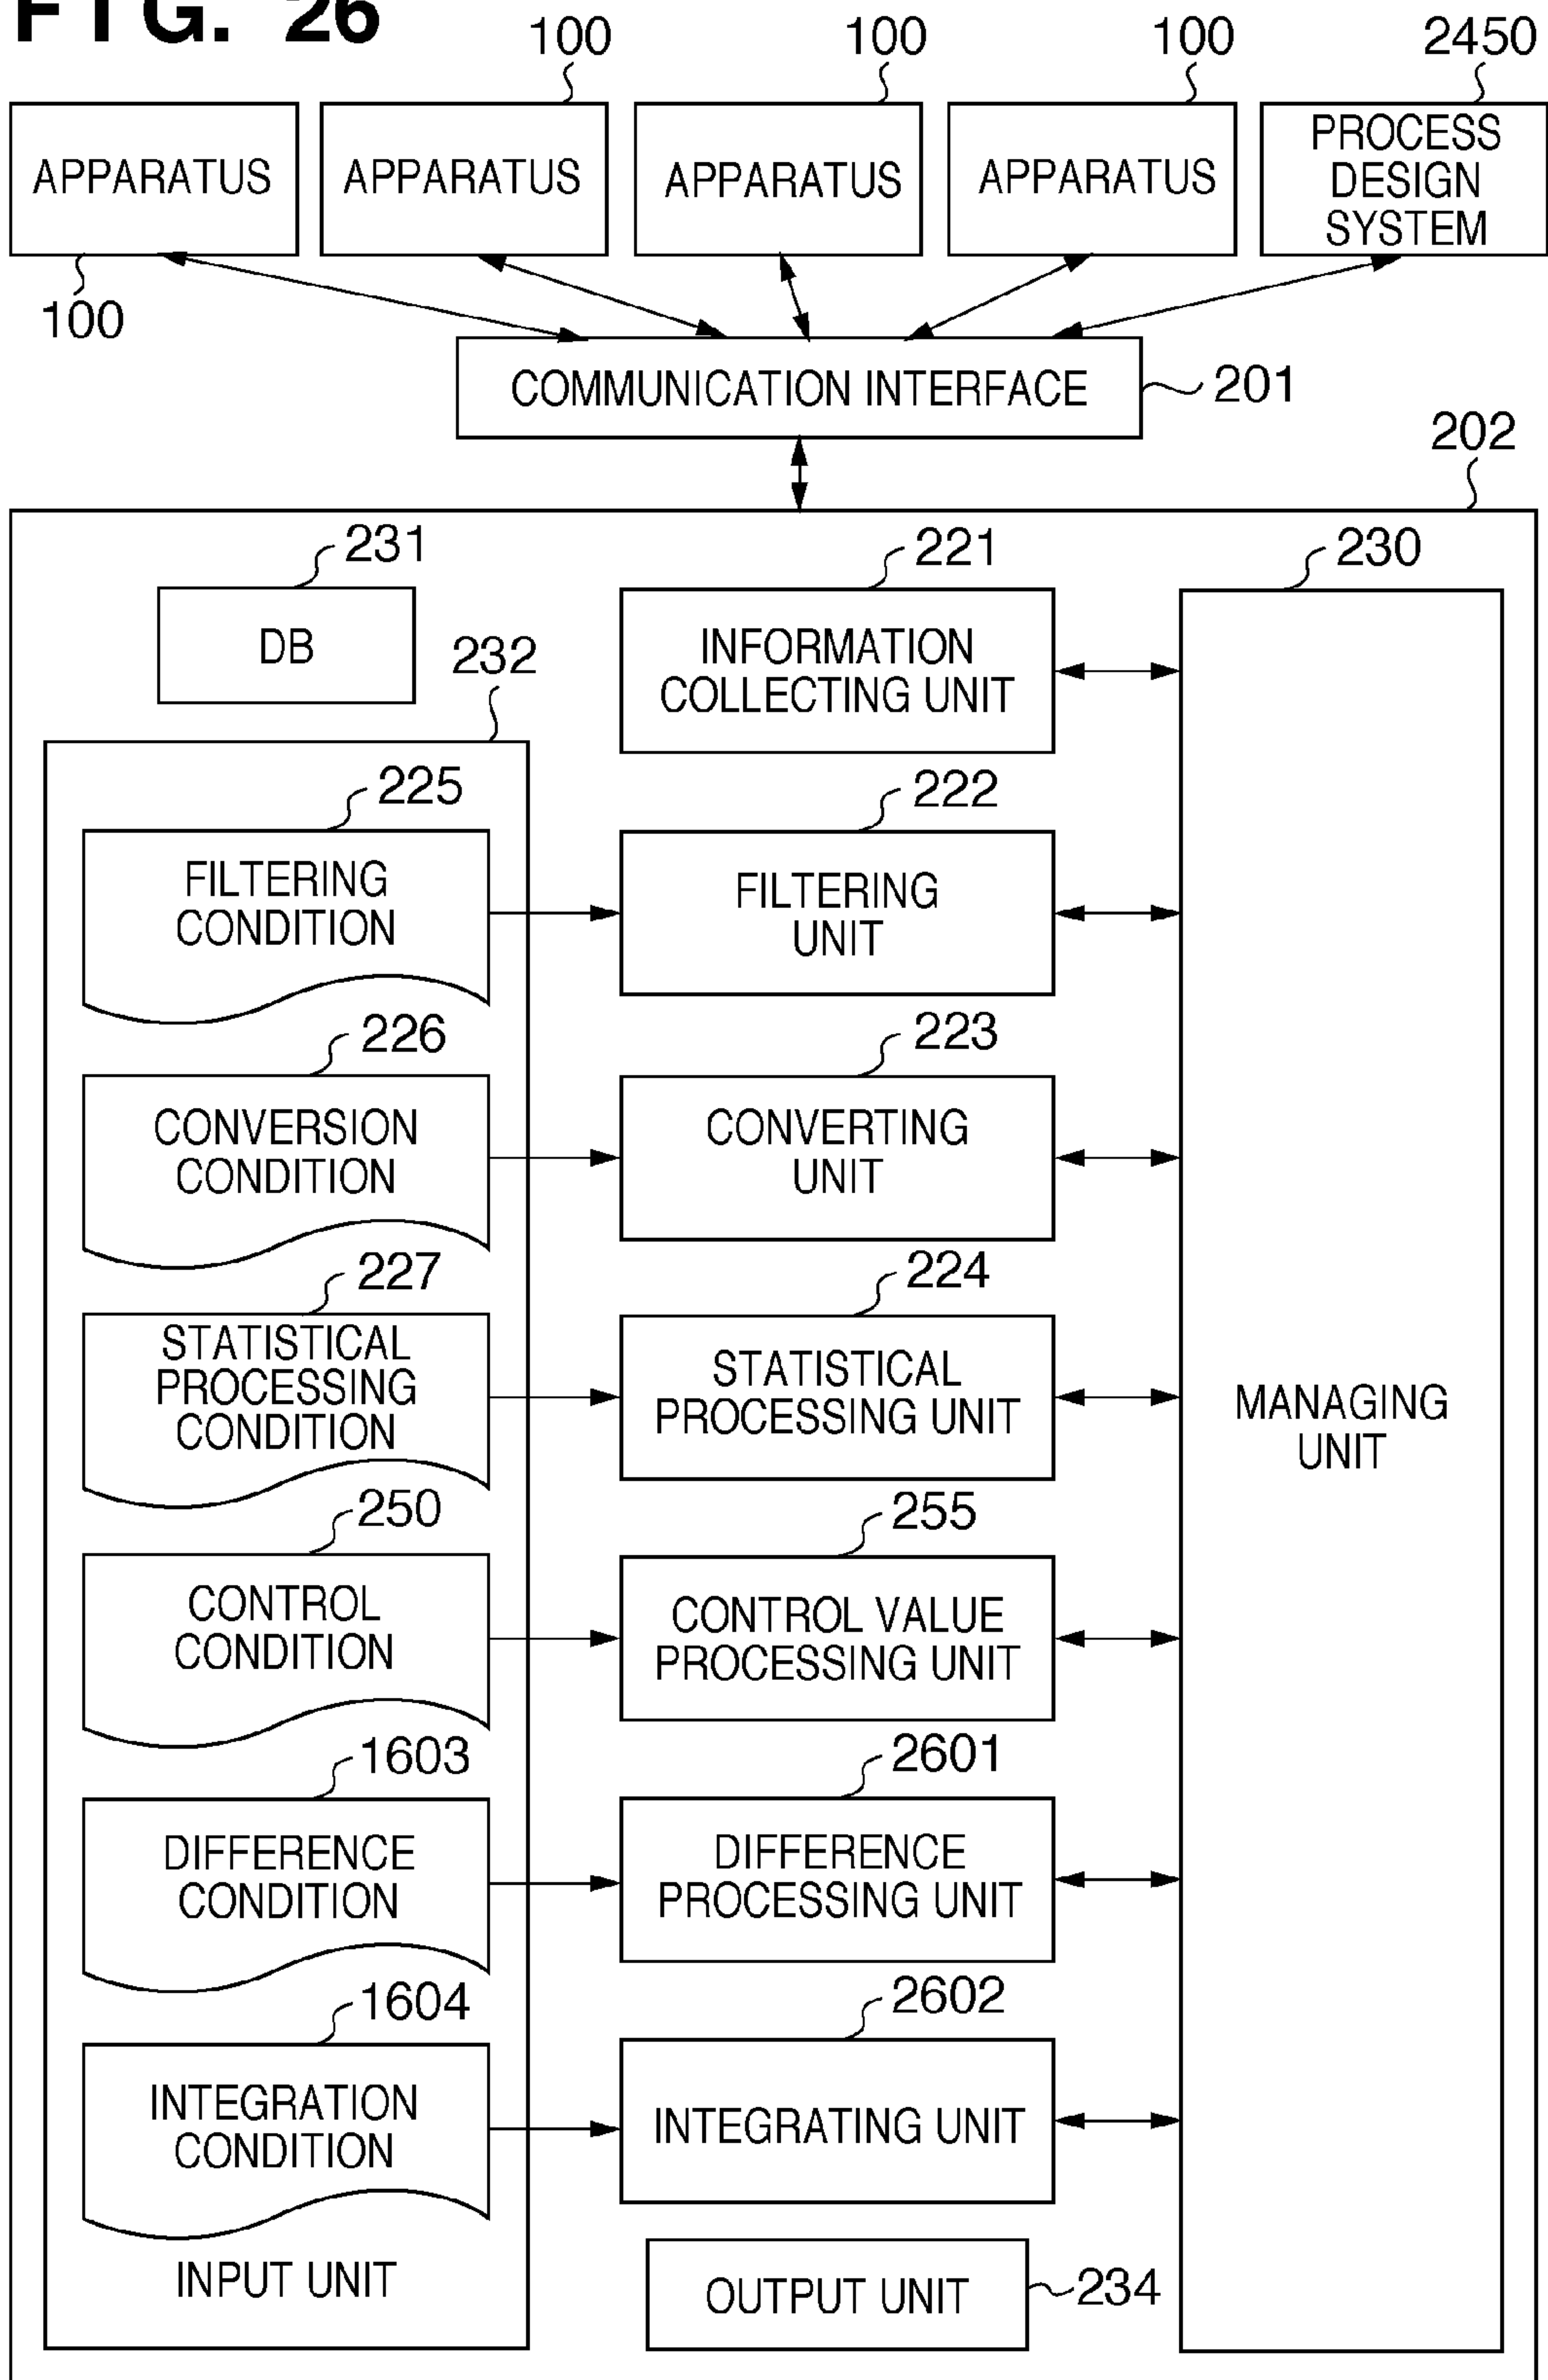 FIG. 26
100
100
100
2450
APPARATUS
APPARATUS
APPARATUS
APPARATUS
PROCESS
DESIGN
SYSTEM
100
COMMUNICATION INTERFACE
201
202
231
221
230
DB
232
INFORMATION
COLLECTING UNIT
225
222
FILTERING
CONDITION
FILTERING
UNIT
226
223
CONVERSION
CONDITION
CONVERTING
UNIT
227
224
STATISTICAL
PROCESSING
CONDITION
STATISTICAL
PROCESSING UNIT
MANAGING
UNIT
250
255
CONTROL
CONDITION
CONTROL VALUE
PROCESSING UNIT
1603
2601
DIFFERENCE
CONDITION
DIFFERENCE
PROCESSING UNIT
1604
2602
INTEGRATION
CONDITION
INTEGRATING UNIT
INPUT UNIT
OUTPUT UNIT
234